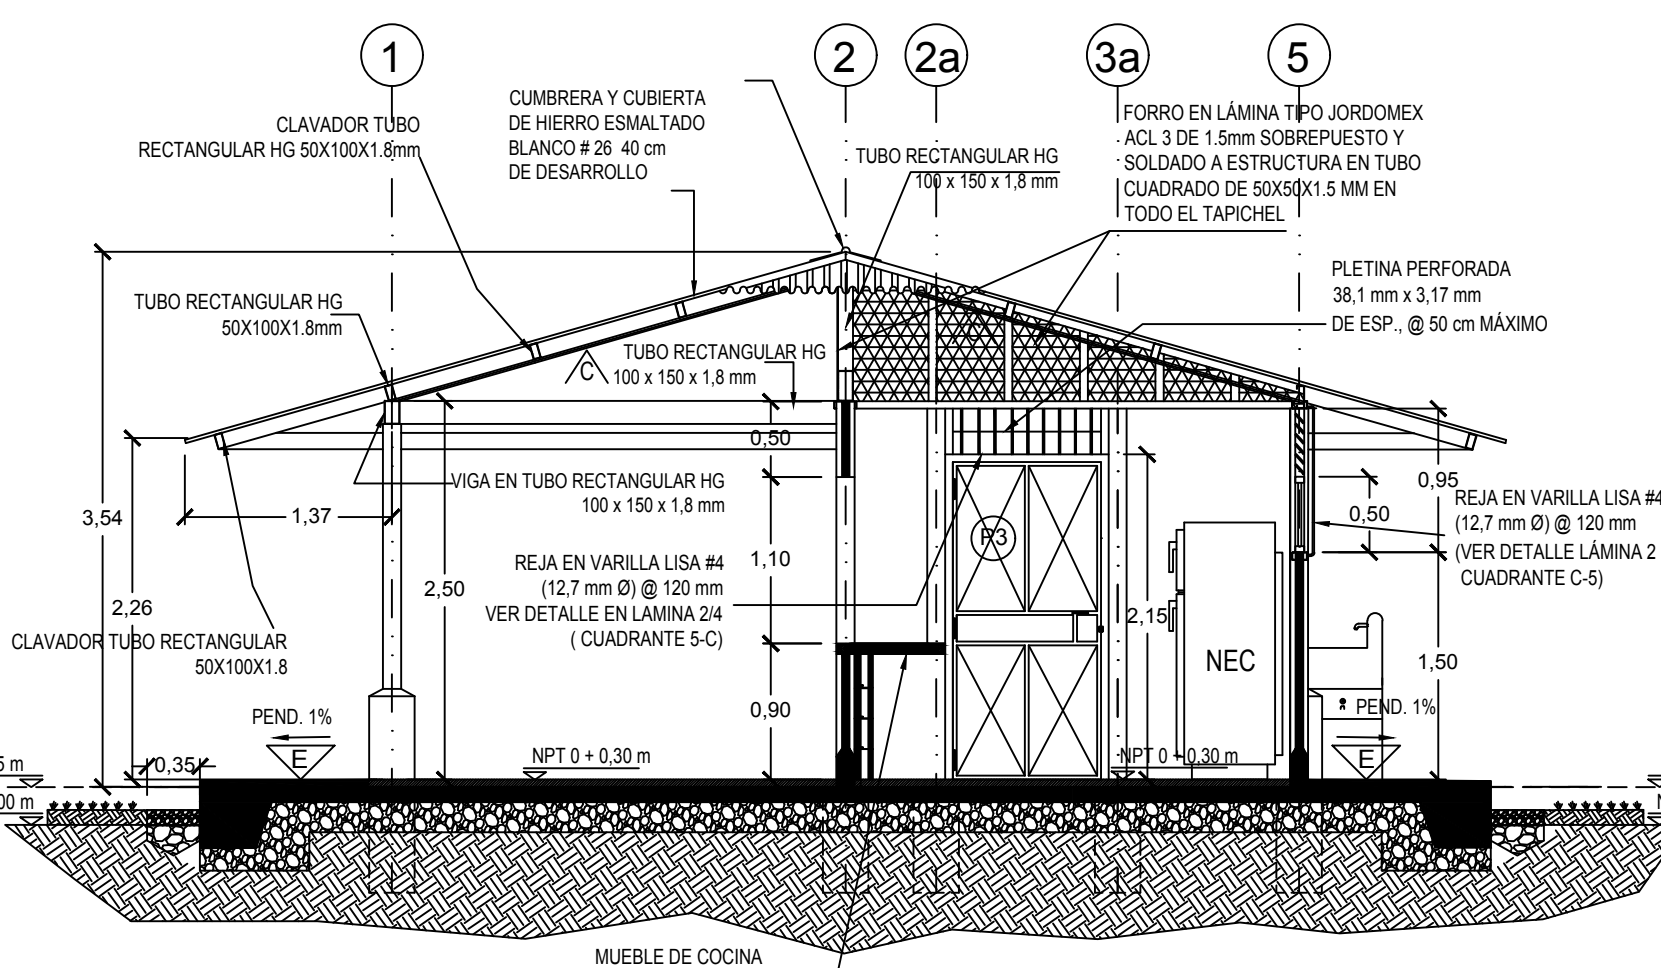 1
2
2a
3a
5
CUMBRERA Y CUBIERTA
DE HIERRO ESMALTADO
BLANCO # 26 40 cm
DE DESARROLLO
CLAVADOR TUBO
RECTANGULAR HG 50X100X1.8mm
TUBO RECTANGULAR HG
100 x 150 x 1,8 mm
FORRO EN LÁMINA TIPO JORDOMEX
ACL 3 DE 1.5mm SOBREPUESTO Y
SOLDADO A ESTRUCTURA EN TUBO
CUADRADO DE 50X50X1.5 MM EN
TODO EL TAPICHEL
PLETINA PERFORADA
38,1 mm x 3,17 mm
DE ESP., @ 50 cm MÁXIMO
TUBO RECTANGULAR HG
50X100X1.8mm
TUBO RECTANGULAR HG
100 x 150 x 1,8 mm
C
C
0,50
VIGA EN TUBO RECTANGULAR HG
100 x 150 x 1,8 mm
3,54
1,37
0,95
0,50
REJA EN VARILLA LISA #4
(12,7 mm Ø) @ 120 mm
(VER DETALLE LÁMINA 2
CUADRANTE C-5)
P3
REJA EN VARILLA LISA #4
(12,7 mm Ø) @ 120 mm
VER DETALLE EN LAMINA 2/4
( CUADRANTE 5-C)
1,10
2,50
2,26
2,15
CLAVADOR TUBO RECTANGULAR
50X100X1.8
NEC
1,50
0,90
PEND. 1%
PEND. 1%
E
E
0,35
NPT 0 + 0,30 m
NPT 0 +0,30 m
5 m
00 m
N
MUEBLE DE COCINA